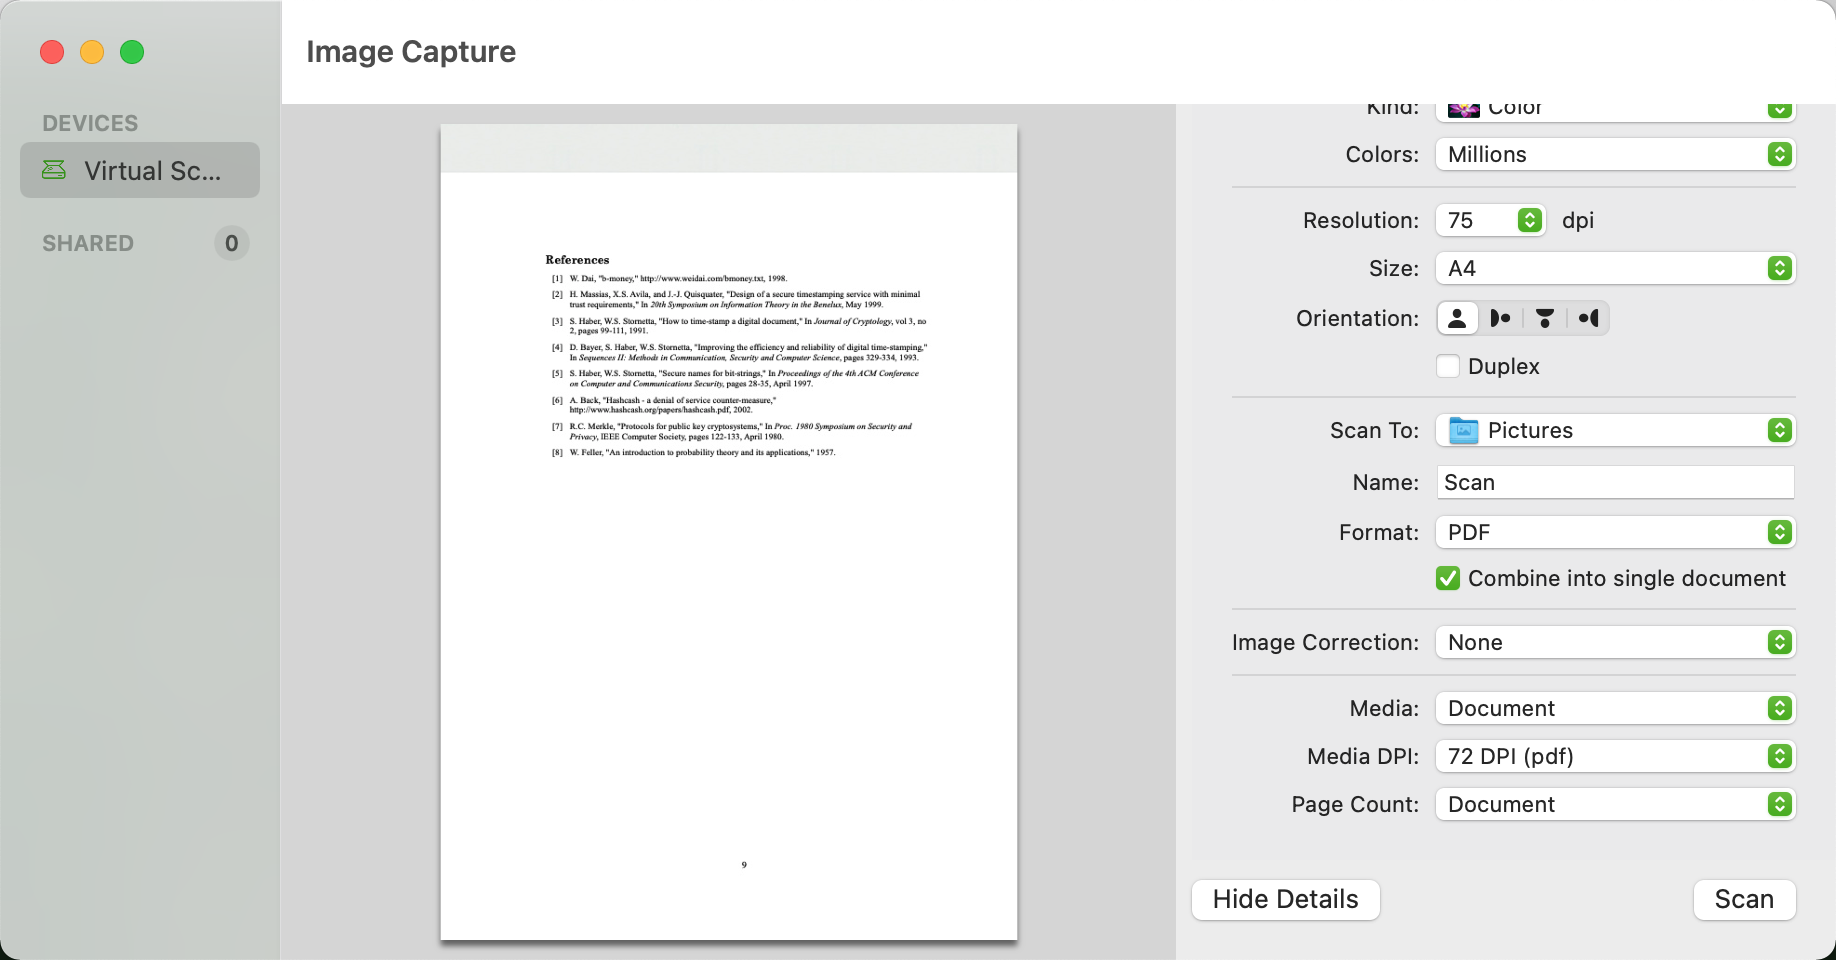 Image Capture
DEVICES
Virtual Sc...
SHARED 0
References
[1] W. Dai, "b-money," http://www.weidai.com/bmoney.txt, 1998.
[2] H. Massias, X.S. Avila, and J.-J. Quisquater, "Design of a secure timestamping service with minimal
trust requirements," In 20th Symposium on Information Theory in the Benelux, May 1999.
[3] S. Haber, W.S. Stornetta, "How to time-stamp a digital document," In Journal of Cryptology, vol 3, no
2, pages 99-111, 1991.
[4] D. Bayer, S. Haber, W.S. Stornetta, "Improving the efficiency and reliability of digital time-stamping,"
In Sequences II: Methods in Communication, Security and Computer Science, pages 329-334, 1993.
[5] S. Haber, W.S. Stornetta, "Secure names for bit-strings," In Proceedings of the 4th ACM Conference
on Computer and Communications Security, pages 28-35, April 1997.
[6] A. Back, "Hashcash - a denial of service counter-measure,"
http://www.hashcash.org/papers/hashcash.pdf, 2002.
[7] R.C. Merkle, "Protocols for public key cryptosystems," In Proc. 1980 Symposium on Security and
Privacy, IEEE Computer Society, pages 122-133, April 1980.
[8] W. Feller, "An introduction to probability theory and its applications," 1957.
9
Kind: Color
Colors: Millions
Resolution: 75 dpi
Size: A4
Orientation:
Duplex
Scan To: Pictures
Name: Scan
Format: PDF
Combine into single document
Image Correction: None
Media: Document
Media DPI: 72 DPI (pdf)
Page Count: Document
Hide Details Scan